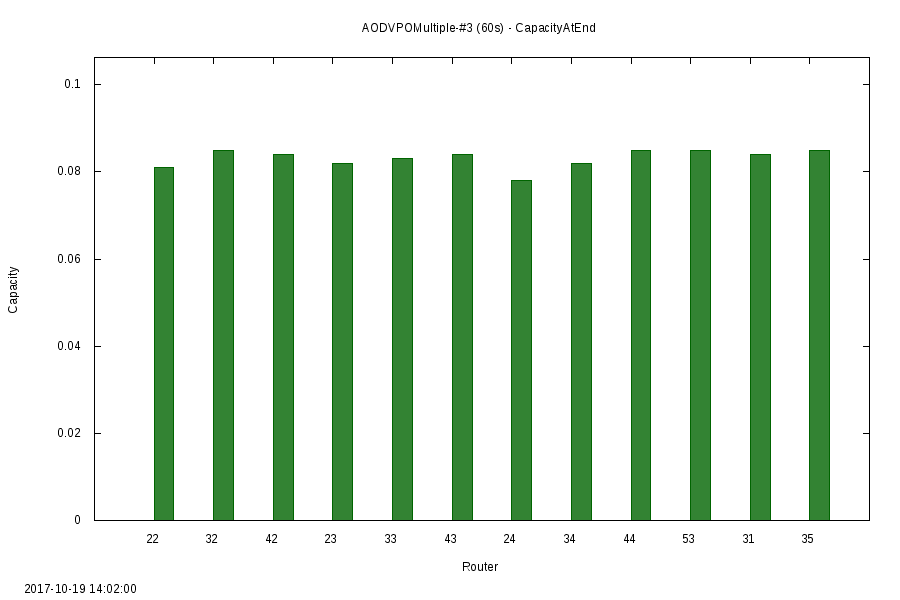 AODVPOMultiple-#3 (60s) - CapacityAtEnd
0.1
0.08
0.06
0.04
0.02
0
Capacity
22 32 42 23 33 43 24 34 44 53 31 35
Router
2017-10-19 14:02:00